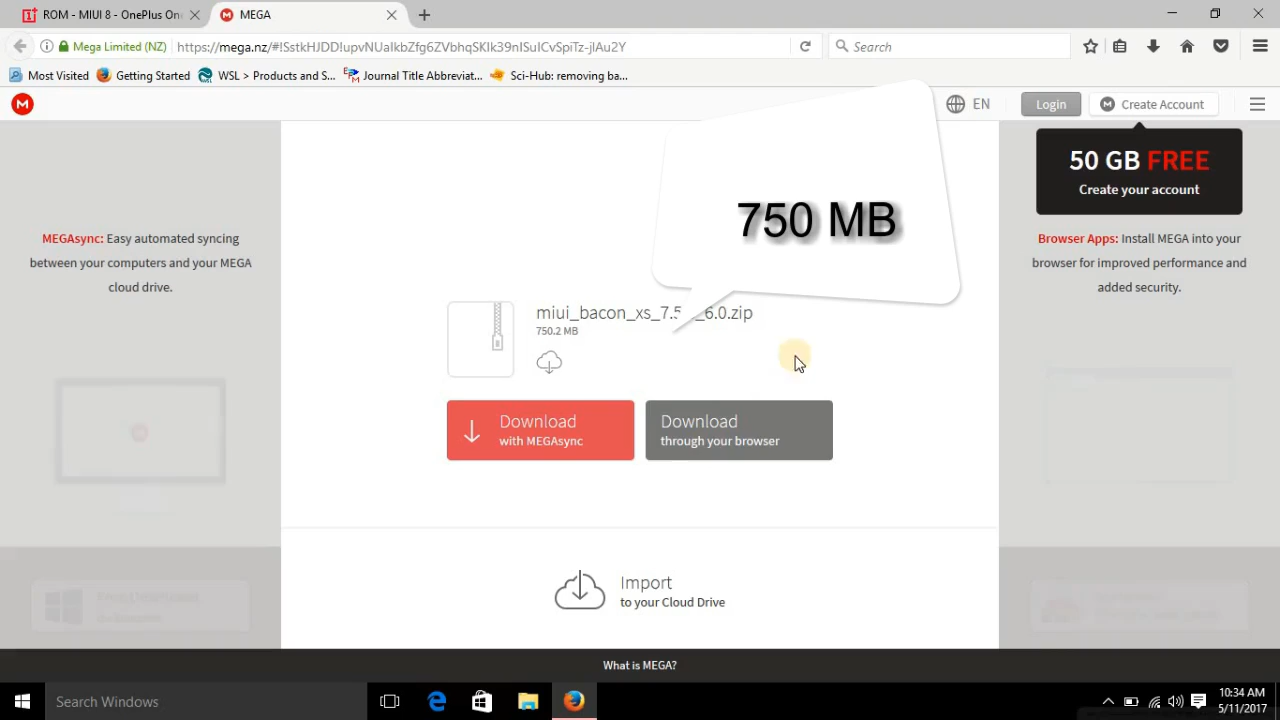 ROM - MIUI 8 - OnePlus On
MEGA
Mega Limited (NZ)
https://mega.nz/#!SstkHJDD!upvNUaIkbZfg6ZVbhqSKIk39nISuICvSpiTz-jIAu2Y
Search
Most Visited
Getting Started
WSL > Products and S...
Journal Title Abbreviat...
Sci-Hub: removing ba...
EN
Login
Create Account
50 GB FREE
Create your account
MEGAsync: Easy automated syncing
between your computers and your MEGA
cloud drive.
750 MB
Browser Apps: Install MEGA into your
browser for improved performance and
added security.
miui_bacon_xs_7.5 _6.0.zip
750.2 MB
Download
with MEGAsync
Download
through your browser
Import
to your Cloud Drive
What is MEGA?
Search Windows
10:34 AM
5/11/2017